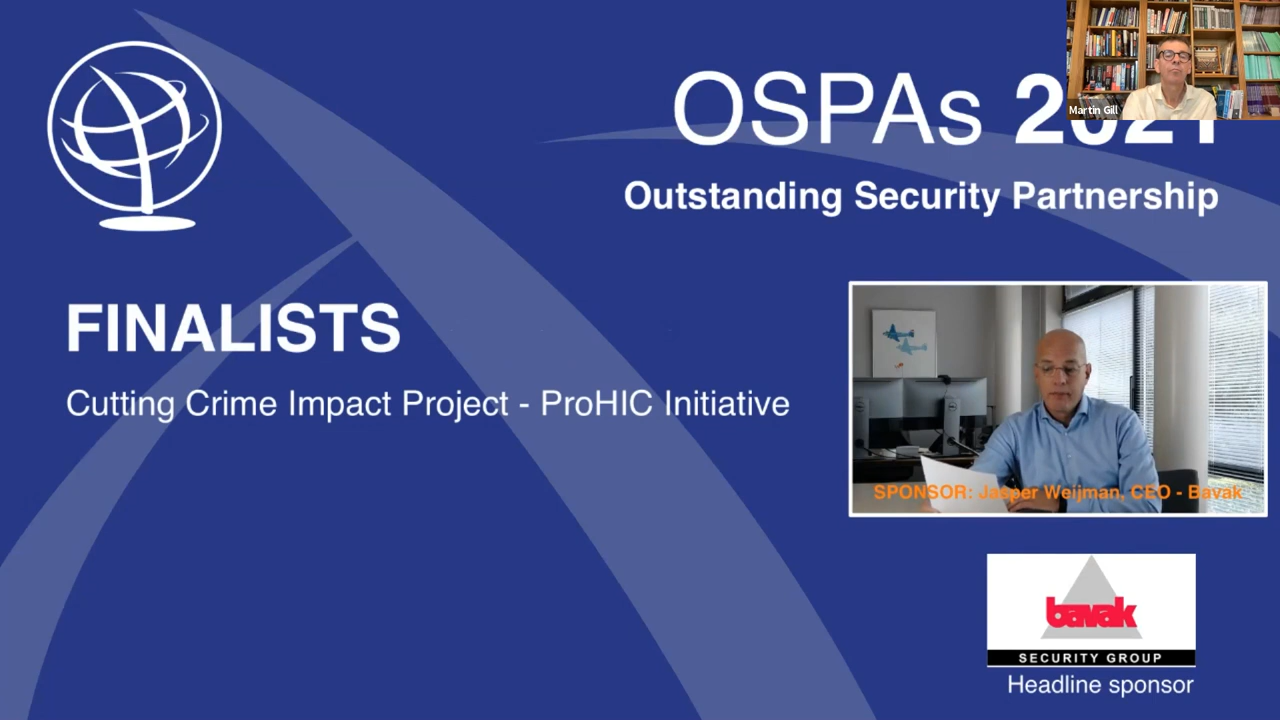 OSPAs 2021
Martin Gill
Outstanding Security Partnership
FINALISTS
Cutting Crime Impact Project - ProHIC Initiative
SPONSOR: Jasper Weijman, CEO - Bavak
bavak
SECURITY GROUP
Headline sponsor